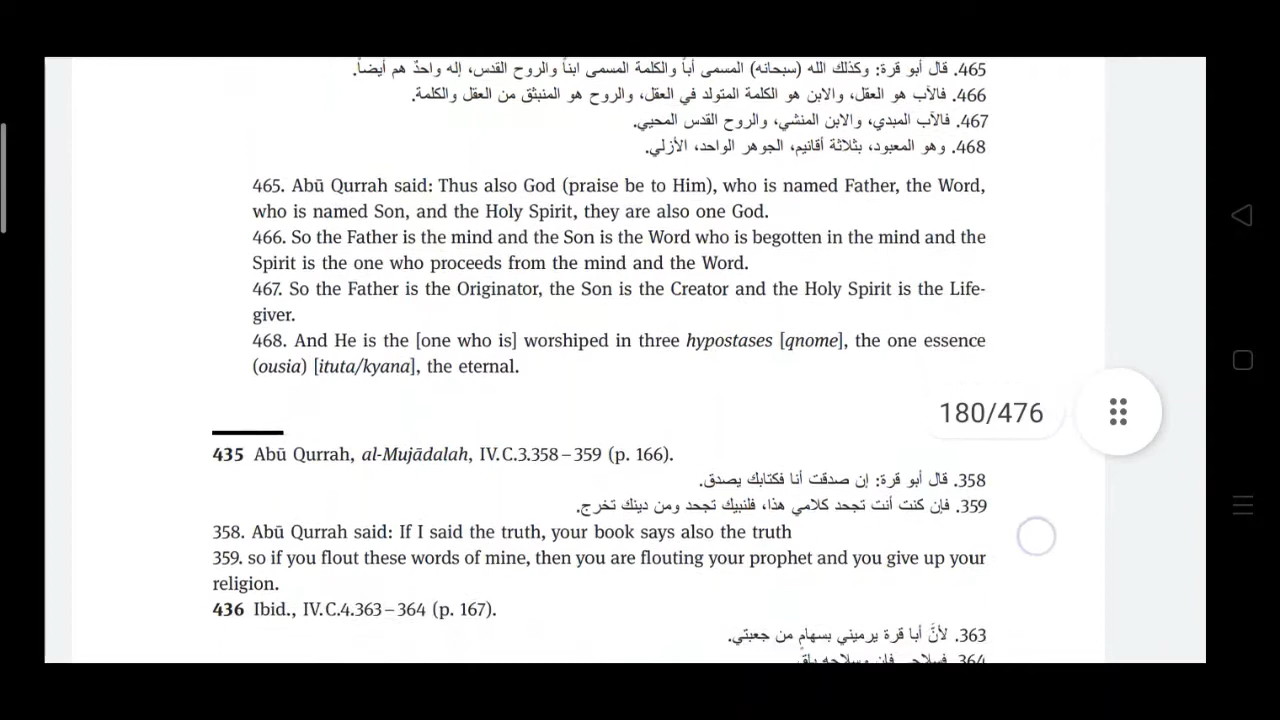 465. قال أبو قرة: وكذلك الله (سبحانه) المسمى أباً والكلمة المسمى ابناً والروح القدس، إله واحدٌ هم أيضاً.
466. فالآب هو العقل، والابن هو الكلمة المتولد في العقل، والروح هو المنبثق من العقل والكلمة.
467. فالآب المبدي، والابن المنشي، والروح القدس المحيي.
468. وهو المعبود، بثلاثة أقانيم، الجوهر الواحد، الأزلي.
465. Abū Qurrah said: Thus also God (praise be to Him), who is named Father, the Word,
who is named Son, and the Holy Spirit, they are also one God.
466. So the Father is the mind and the Son is the Word who is begotten in the mind and the
Spirit is the one who proceeds from the mind and the Word.
467. So the Father is the Originator, the Son is the Creator and the Holy Spirit is the Life-
giver.
468. And He is the [one who is] worshiped in three hypostases [qnome], the one essence
(ousia) [ituta/kyana], the eternal.
180/476
435 Abū Qurrah, al-Mujādalah, IV.C.3.358–359 (p. 166).
358. قال أبو قرة: إن صدقت أنا فكتابك يصدق.
359. فإن كنت أنت تجحد كلامي هذا، فلنبيك تجحد ومن دينك تخرج.
358. Abū Qurrah said: If I said the truth, your book says also the truth
359. so if you flout these words of mine, then you are flouting your prophet and you give up your
religion.
436 Ibid., IV.C.4.363–364 (p. 167).
363. لأنَّ أبا قرة يرميني بسهامٍ من جعبتي.
364. فسلاحي فانٍ وسلاحه باقٍ